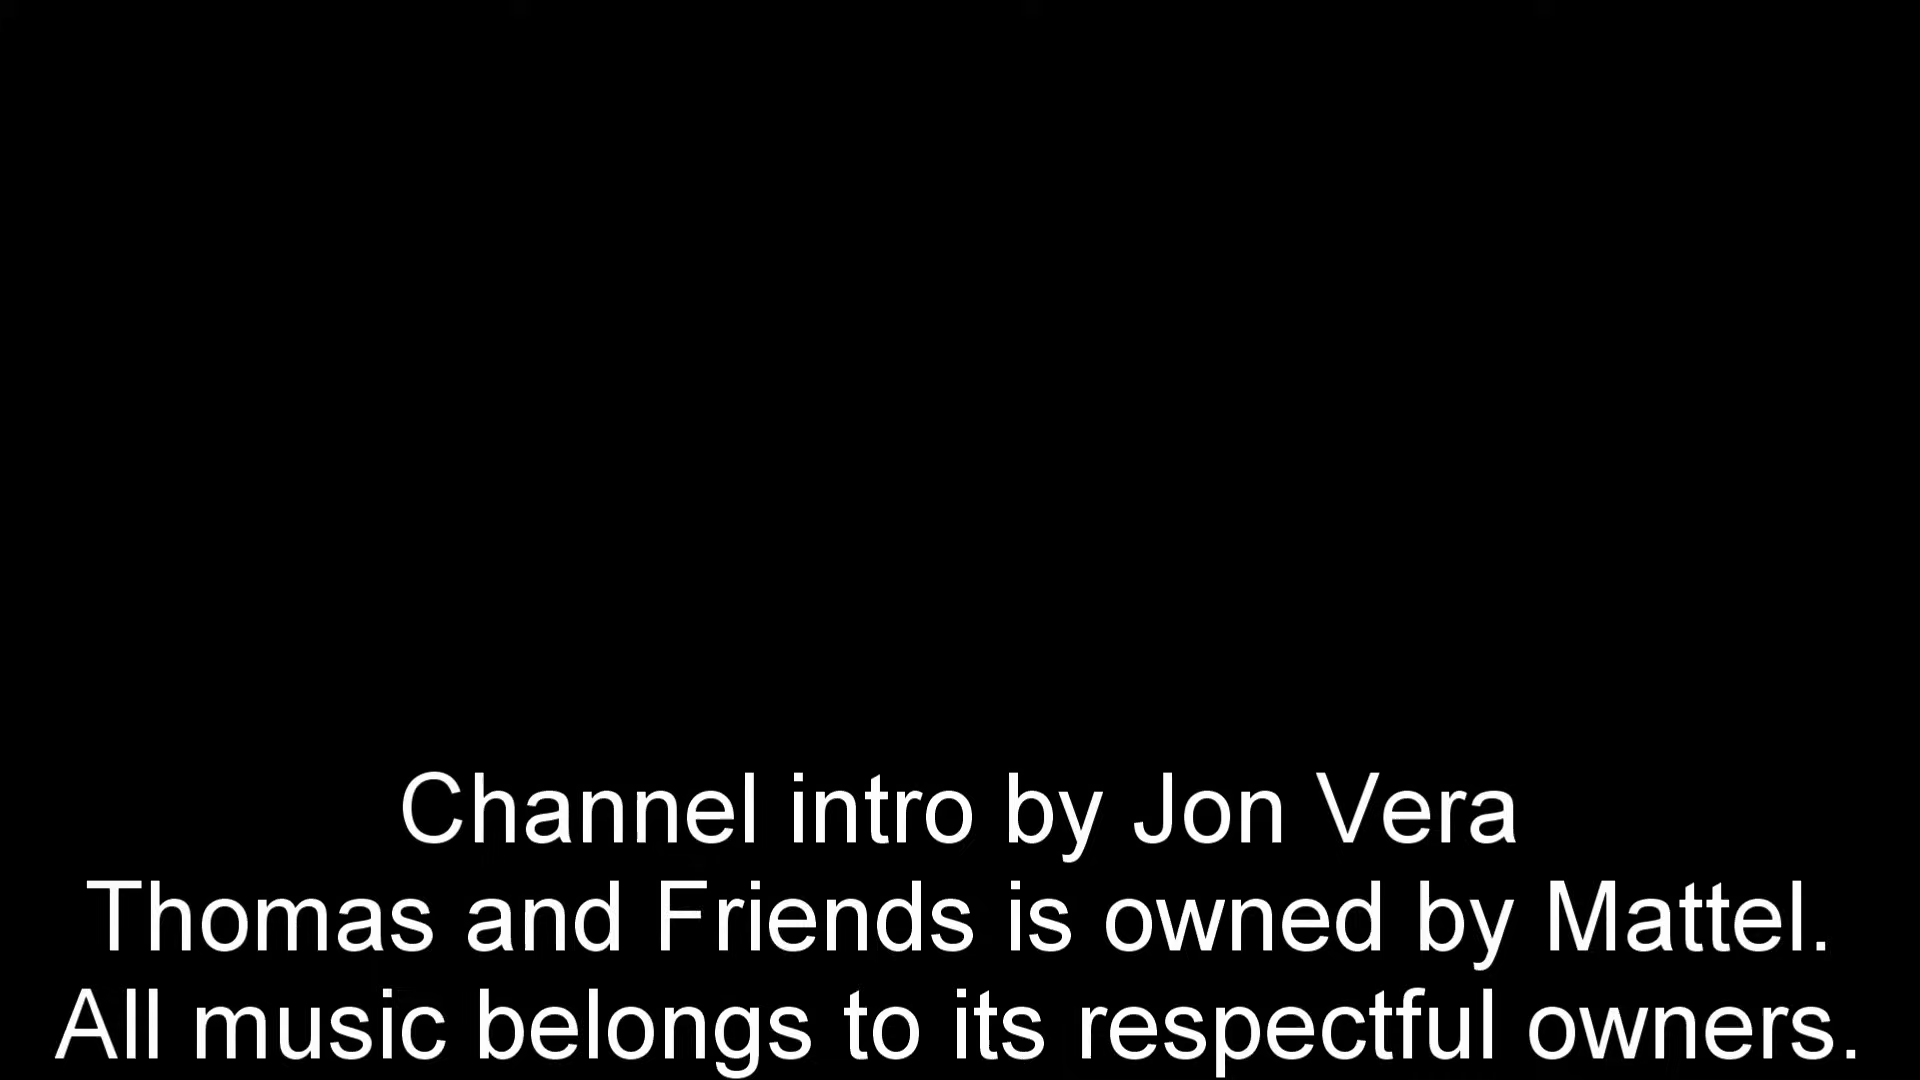 Channel intro by Jon Vera
Thomas and Friends is owned by Mattel.
All music belongs to its respectful owners.